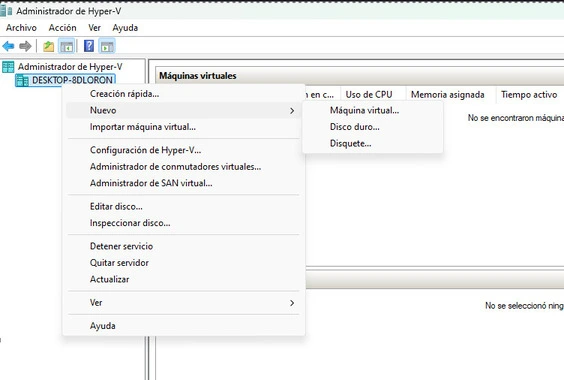 Administrador de Hyper-V
Archivo Acción Ver Ayuda
Administrador de Hyper-V
DESKTOP-8DLORON
Máquinas virtuales
en c... Uso de CPU Memoria asignada Tiempo activo
No se encontraron máquina
Creación rápida...
Nuevo
Importar máquina virtual...
Configuración de Hyper-V...
Administrador de conmutadores virtuales...
Administrador de SAN virtual...
Editar disco...
Inspeccionar disco...
Detener servicio
Quitar servidor
Actualizar
Ver
Ayuda
Máquina virtual...
Disco duro...
Disquete...
No se seleccionó ning